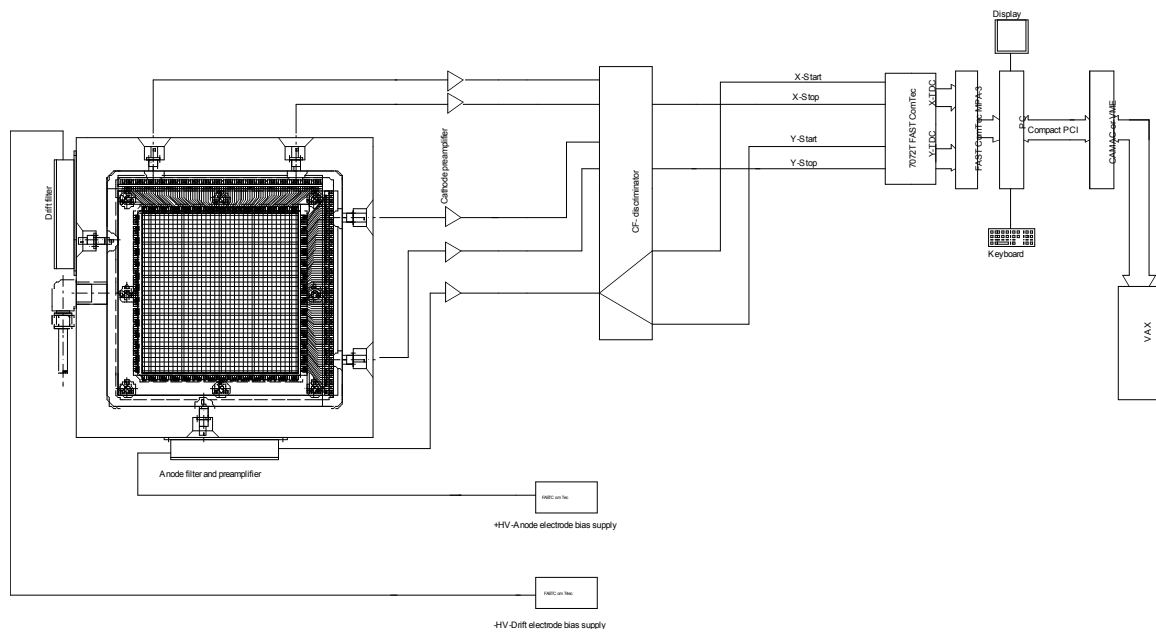 Display
X-Start
X-Stop
Y-Start
Y-Stop
Drift filter
Cathode preamplifier
CF- discriminator
7072T FAST ComTec
X-TDC
Y-TDC
FAST ComTec MPA-3
PC
Compact PCI
CAMAC or VME
Keyboard
VAX
Anode filter and preamplifier
+HV-Anode electrode bias supply
-HV-Drift electrode bias supply